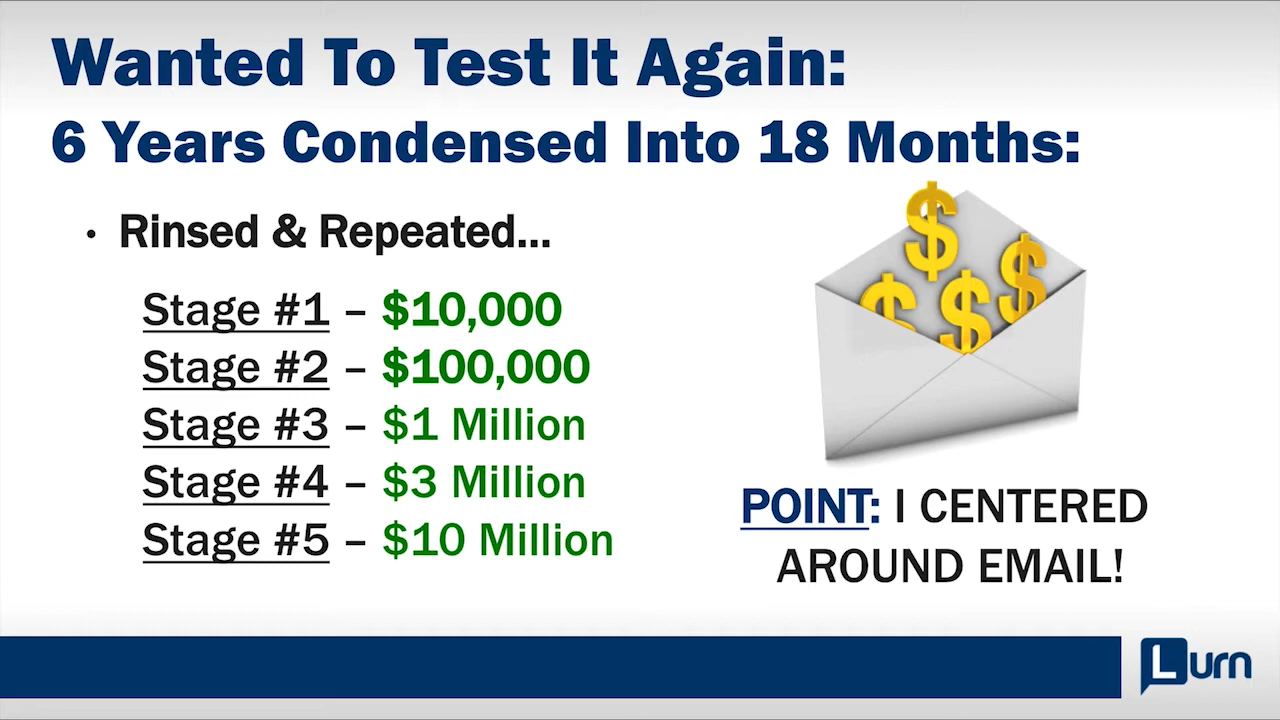 Wanted To Test It Again:
6 Years Condensed Into 18 Months:
• Rinsed & Repeated...
Stage #1 – $10,000
Stage #2 – $100,000
Stage #3 – $1 Million
Stage #4 – $3 Million
Stage #5 – $10 Million
POINT: I CENTERED
AROUND EMAIL!
Lurn